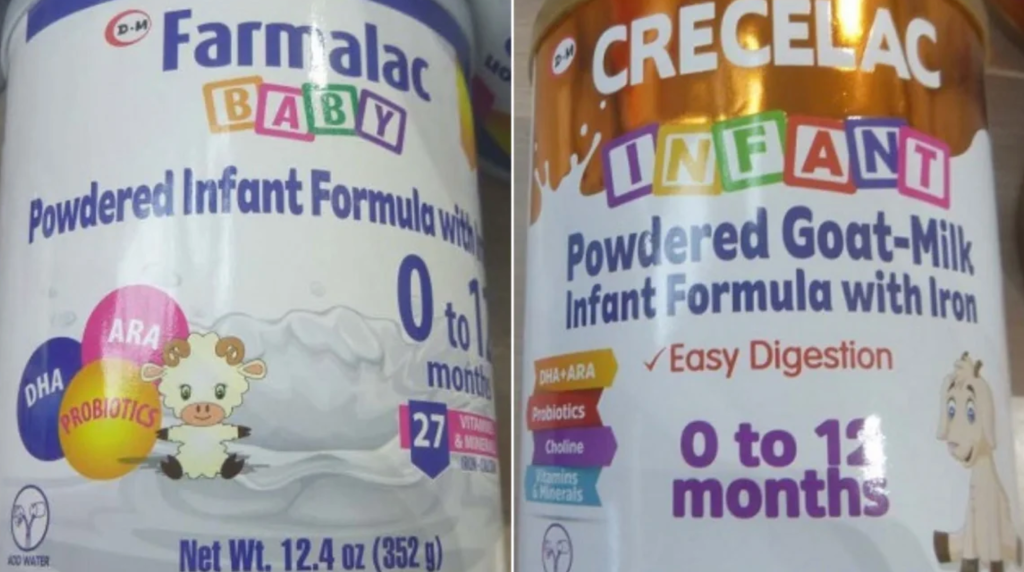 D-M
Farmalac
BABY
Powdered Infant Formula with
0 to
months
ARA
DHA
PROBIOTICS
27
VITAMINS
& MINERALS
ADD WATER
Net Wt. 12.4 oz (352 g)
D-M
CRECELAC
INFANT
Powdered Goat-Milk
Infant Formula with Iron
✓ Easy Digestion
DHA+ARA
Probiotics
Choline
Vitamins
& Minerals
0 to 12
months